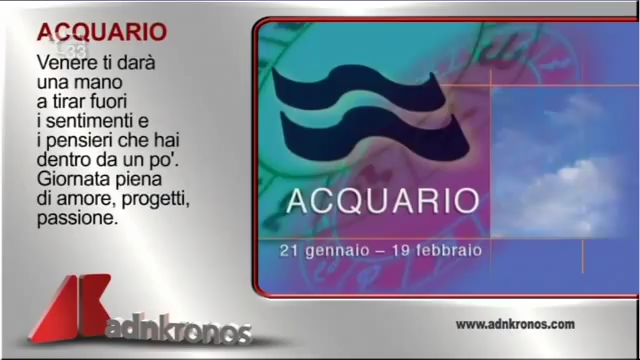 ACQUARIO
33
Venere ti darà
una mano
a tirar fuori
i sentimenti e
i pensieri che hai
dentro da un po'.
Giornata piena
di amore, progetti,
passione.
ACQUARIO
21 gennaio – 19 febbraio
adnkronos
www.adnkronos.com